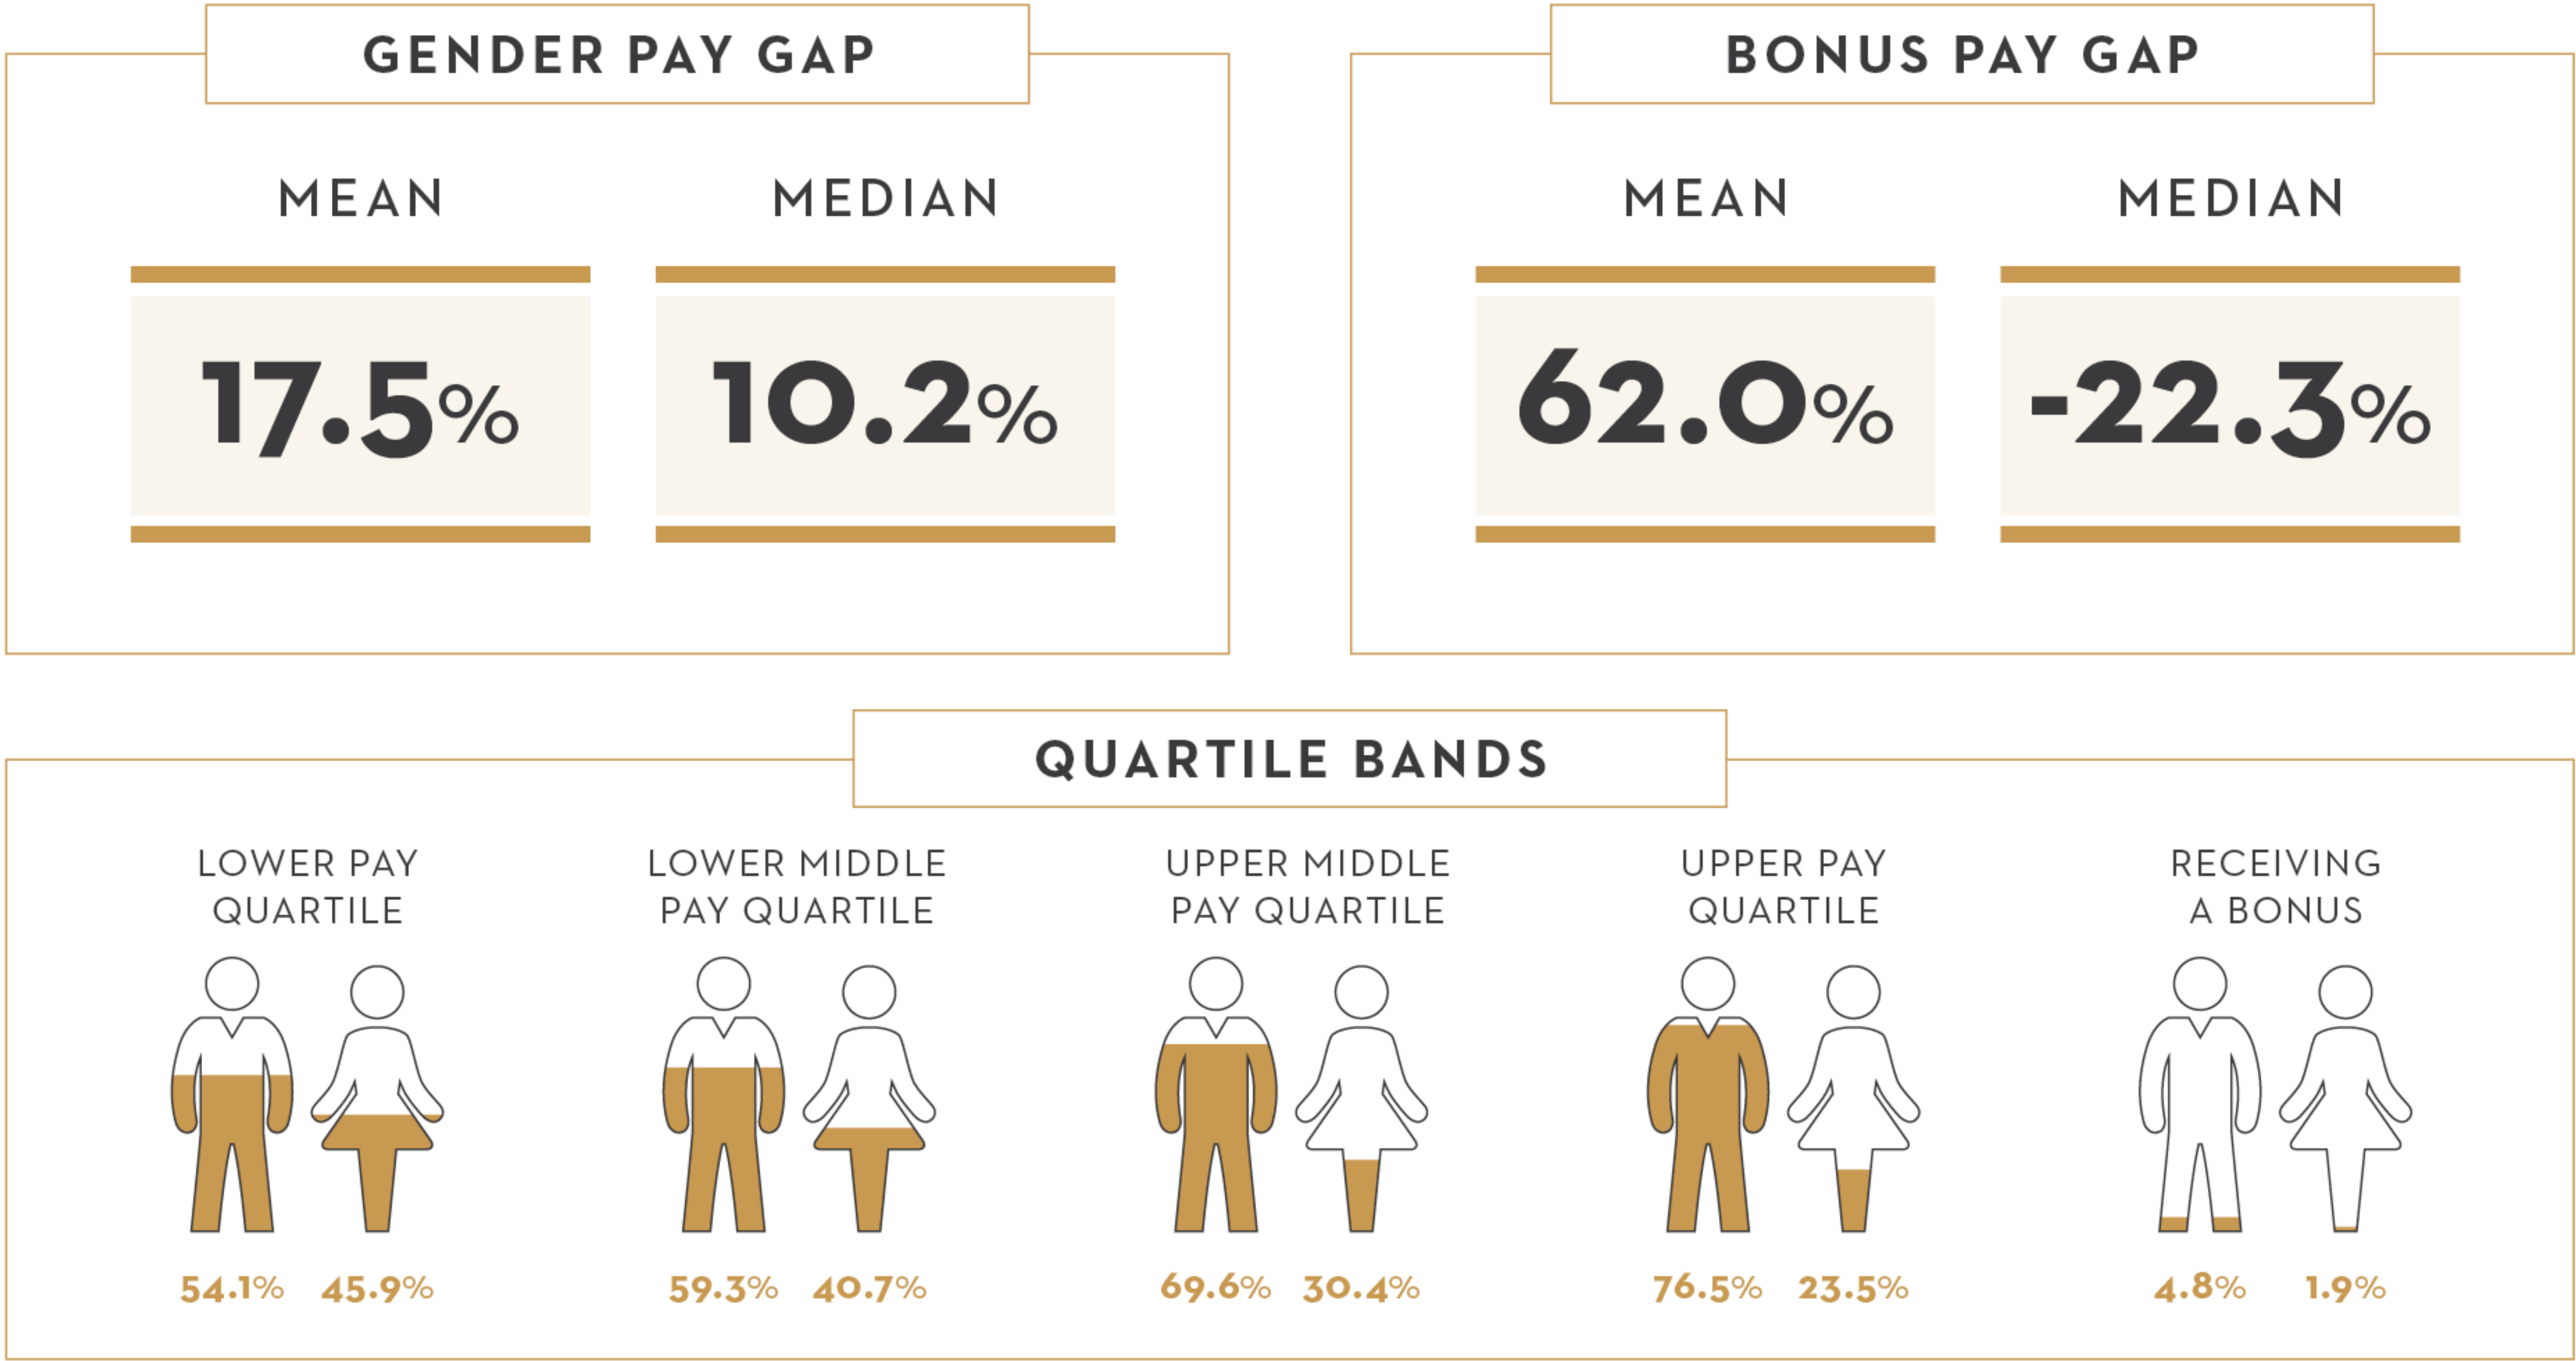 GENDER PAY GAP
MEAN
MEDIAN
17.5%
10.2%
BONUS PAY GAP
MEAN
MEDIAN
62.0%
-22.3%
QUARTILE BANDS
LOWER PAY
QUARTILE
54.1% 45.9%
LOWER MIDDLE
PAY QUARTILE
59.3% 40.7%
UPPER MIDDLE
PAY QUARTILE
69.6% 30.4%
UPPER PAY
QUARTILE
76.5% 23.5%
RECEIVING
A BONUS
4.8% 1.9%